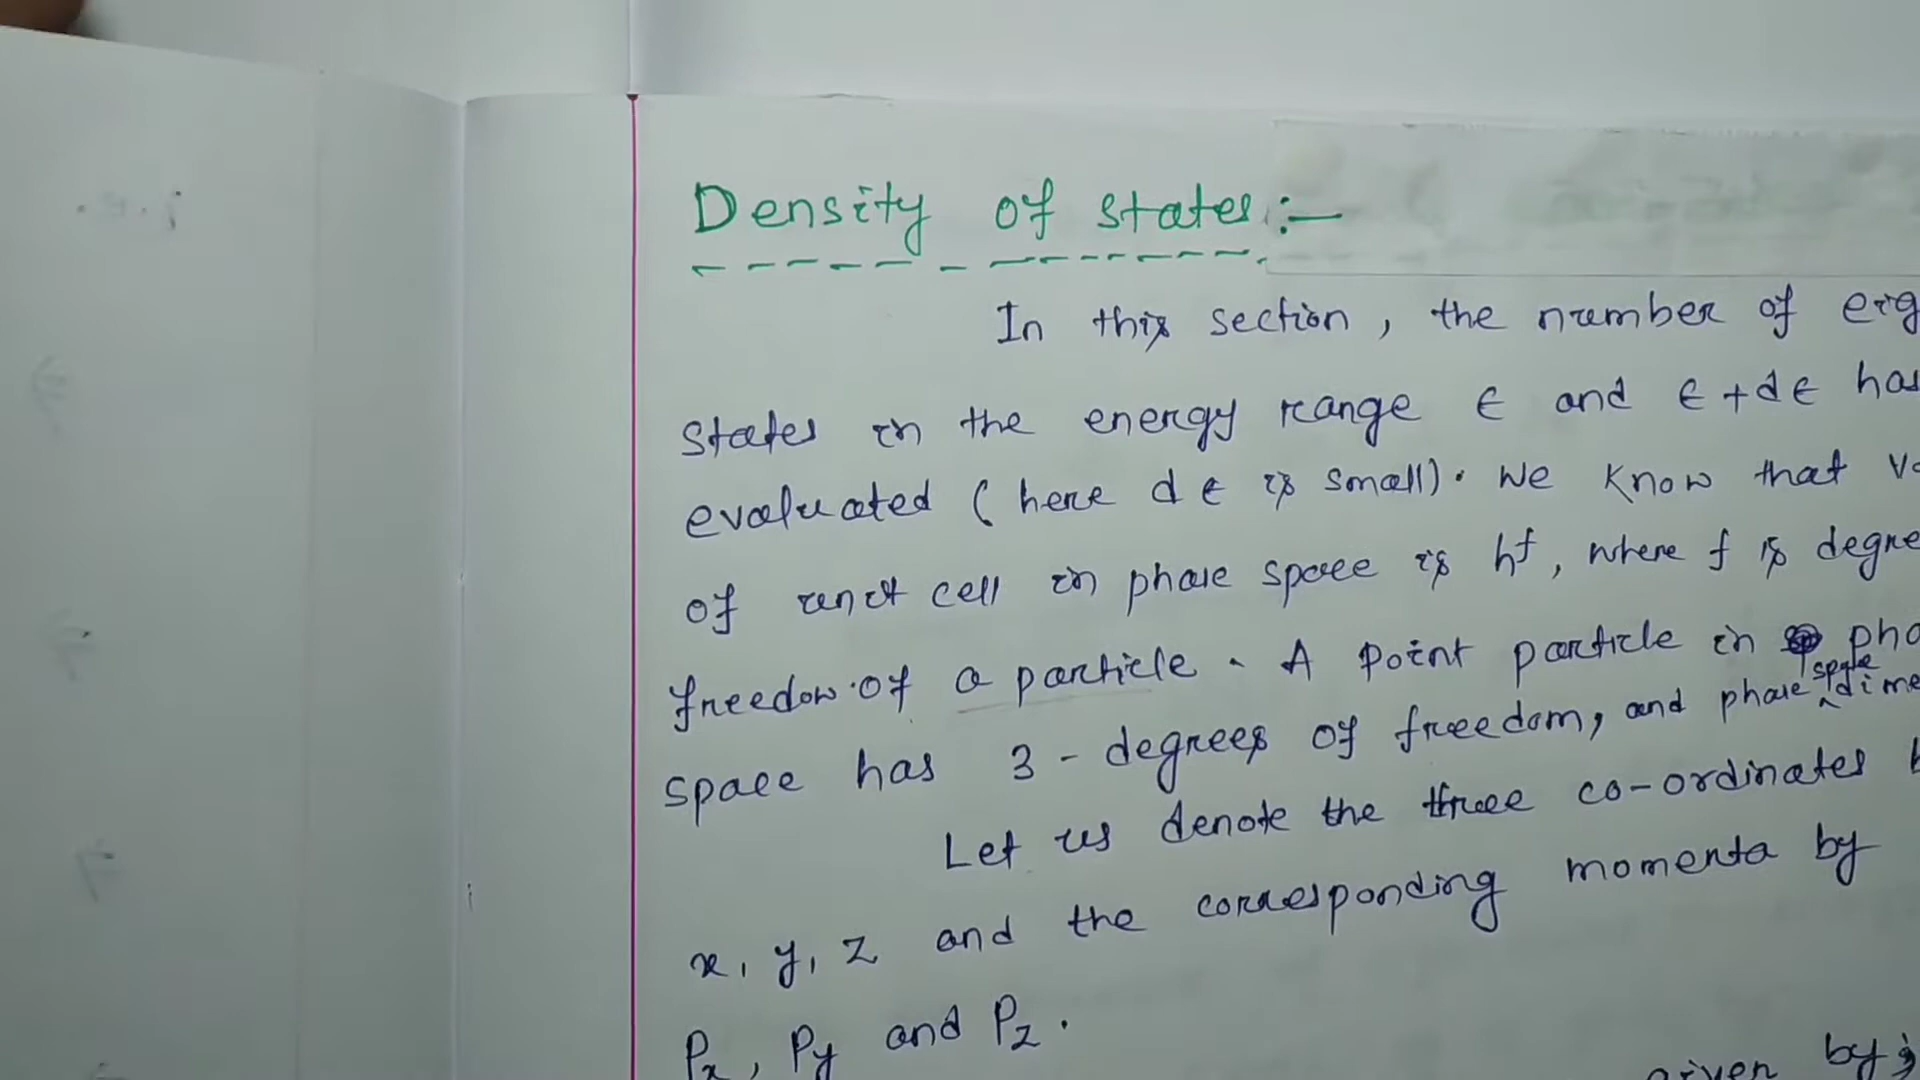 Density of states :-
In this section, the number of eig
states in the energy range ϵ and ϵ+dϵ has
evaluated (here dϵ is small). We know that vo
of unit cell in phase space is hᶠ, where f is degre
freedom of a particle. A point particle in pha
space has 3 - degrees of freedom, and phase space dime
Let us denote the three co-ordinates b
x, y, z and the corresponding momenta by
Px, Py and Pz.
given by;